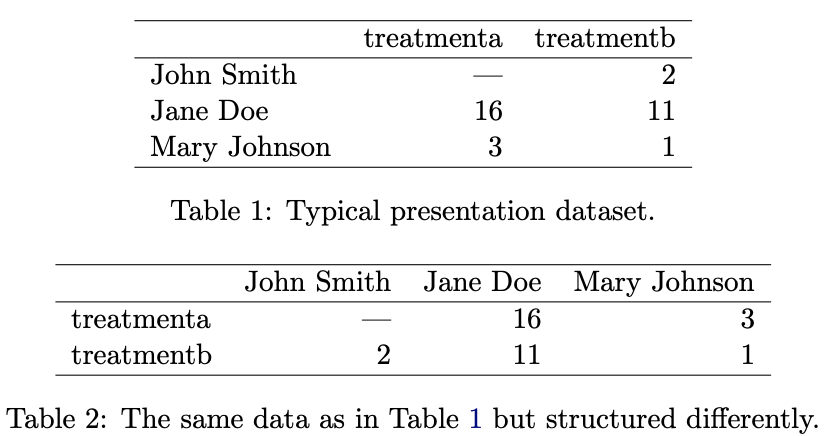 treatmenta treatmentb
John Smith — 2
Jane Doe 16 11
Mary Johnson 3 1
Table 1: Typical presentation dataset.
John Smith Jane Doe Mary Johnson
treatmenta — 16 3
treatmentb 2 11 1
Table 2: The same data as in Table 1 but structured differently.